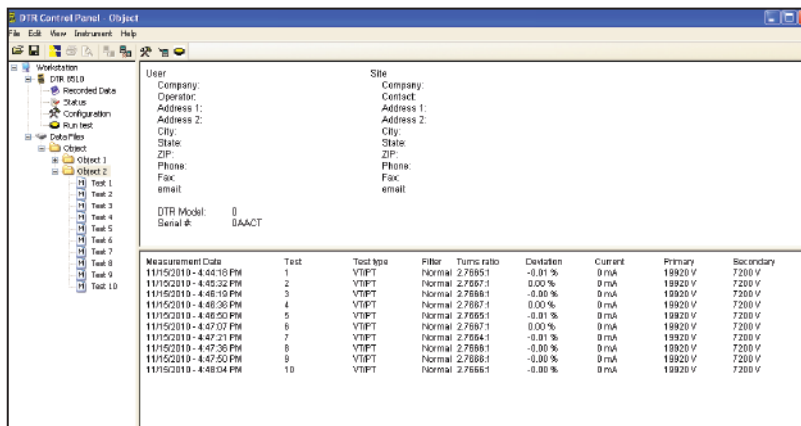 DTR Control Panel - Object
File Edit View Instrument Help
Workstation
DTR 8510
Recorded Data
Status
Configuration
Run test
Data Files
Object
Object 1
Object 2
Test 1
Test 2
Test 3
Test 4
Test 5
Test 6
Test 7
Test 8
Test 9
Test 10
User
Company:
Operator:
Address 1:
Address 2:
City:
State:
ZIP:
Phone:
Fax:
email
Site
Company:
Contact:
Address 1:
Address 2:
City:
State:
ZIP:
Phone:
Fax:
email
DTR Model: 0
Serial #: 0AACT
Measurement Date Test Test type Filter Turns ratio Deviation Current Primary Secondary
11/15/2010 - 4:44:18 PM 1 VT/PT Normal 2.7665:1 -0.01 % 0 mA 19920 V 7200 V
11/15/2010 - 4:45:32 PM 2 VT/PT Normal 2.7667:1 0.00 % 0 mA 19920 V 7200 V
11/15/2010 - 4:46:19 PM 3 VT/PT Normal 2.7666:1 -0.00 % 0 mA 19920 V 7200 V
11/15/2010 - 4:46:36 PM 4 VT/PT Normal 2.7667:1 0.00 % 0 mA 19920 V 7200 V
11/15/2010 - 4:46:50 PM 5 VT/PT Normal 2.7665:1 -0.01 % 0 mA 19920 V 7200 V
11/15/2010 - 4:47:07 PM 6 VT/PT Normal 2.7667:1 0.00 % 0 mA 19920 V 7200 V
11/15/2010 - 4:47:21 PM 7 VT/PT Normal 2.7664:1 -0.01 % 0 mA 19920 V 7200 V
11/15/2010 - 4:47:36 PM 8 VT/PT Normal 2.7666:1 -0.00 % 0 mA 19920 V 7200 V
11/15/2010 - 4:47:50 PM 9 VT/PT Normal 2.7666:1 -0.00 % 0 mA 19920 V 7200 V
11/15/2010 - 4:48:04 PM 10 VT/PT Normal 2.7666:1 -0.00 % 0 mA 19920 V 7200 V